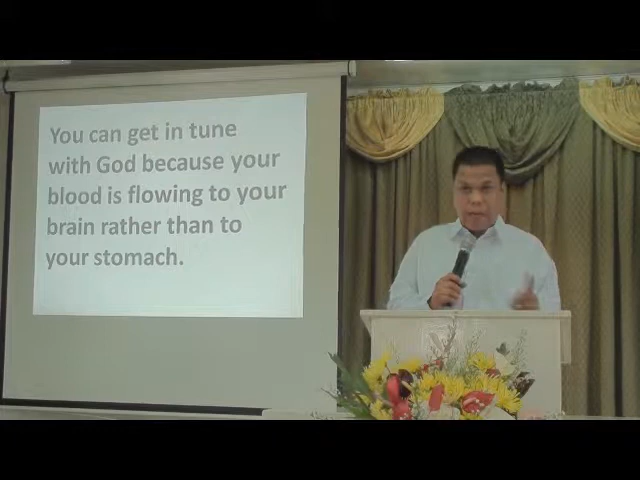 You can get in tune
with God because your
blood is flowing to your
brain rather than to
your stomach.